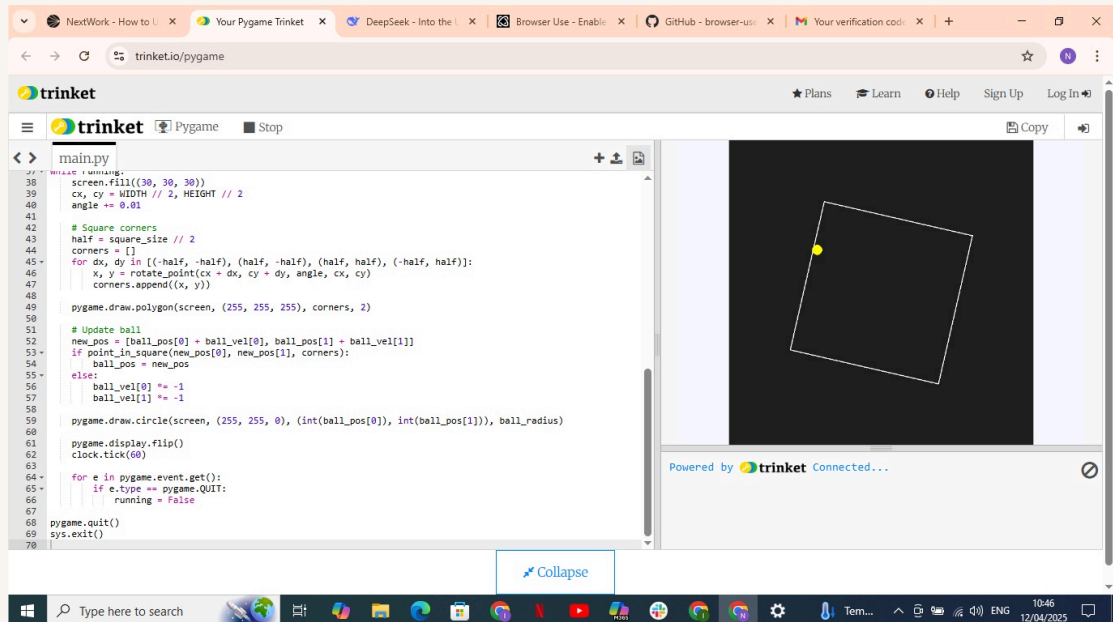 NextWork - How to U
Your Pygame Trinket
DeepSeek - Into the U
Browser Use - Enable
GitHub - browser-use
Your verification code
trinket.io/pygame
N
trinket
Plans
Learn
Help
Sign Up
Log In
trinket
Pygame
Stop
Copy
main.py
37 while running:
38 screen.fill((30, 30, 30))
39 cx, cy = WIDTH // 2, HEIGHT // 2
40 angle += 0.01
41
42 # Square corners
43 half = square_size // 2
44 corners = []
45 for dx, dy in [(-half, -half), (half, -half), (half, half), (-half, half)]:
46 x, y = rotate_point(cx + dx, cy + dy, angle, cx, cy)
47 corners.append((x, y))
48
49 pygame.draw.polygon(screen, (255, 255, 255), corners, 2)
50
51 # Update ball
52 new_pos = [ball_pos[0] + ball_vel[0], ball_pos[1] + ball_vel[1]]
53 if point_in_square(new_pos[0], new_pos[1], corners):
54 ball_pos = new_pos
55 else:
56 ball_vel[0] *= -1
57 ball_vel[1] *= -1
58
59 pygame.draw.circle(screen, (255, 255, 0), (int(ball_pos[0]), int(ball_pos[1])), ball_radius)
60
61 pygame.display.flip()
62 clock.tick(60)
63
64 for e in pygame.event.get():
65 if e.type == pygame.QUIT:
66 running = False
67
68 pygame.quit()
69 sys.exit()
70
Powered by trinket Connected...
Collapse
Type here to search
M365
Tem...
ENG
10:46
12/04/2025